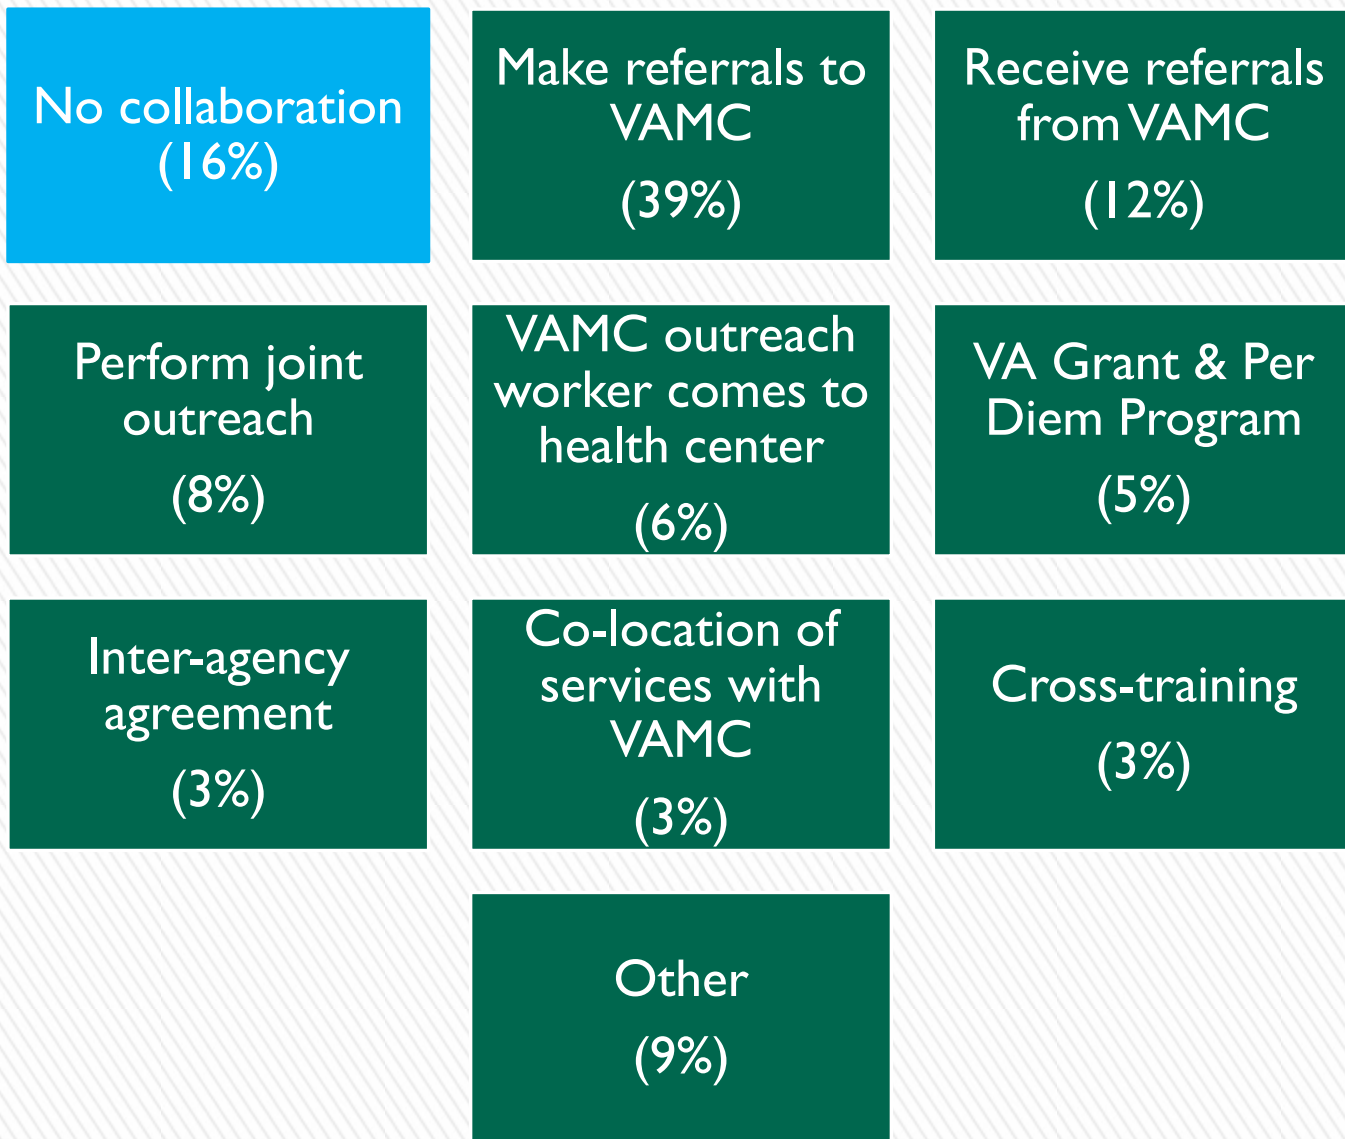 No collaboration
(16%)
Make referrals to
VAMC
(39%)
Receive referrals
from VAMC
(12%)
Perform joint
outreach
(8%)
VAMC outreach
worker comes to
health center
(6%)
VA Grant & Per
Diem Program
(5%)
Inter-agency
agreement
(3%)
Co-location of
services with
VAMC
(3%)
Cross-training
(3%)
Other
(9%)